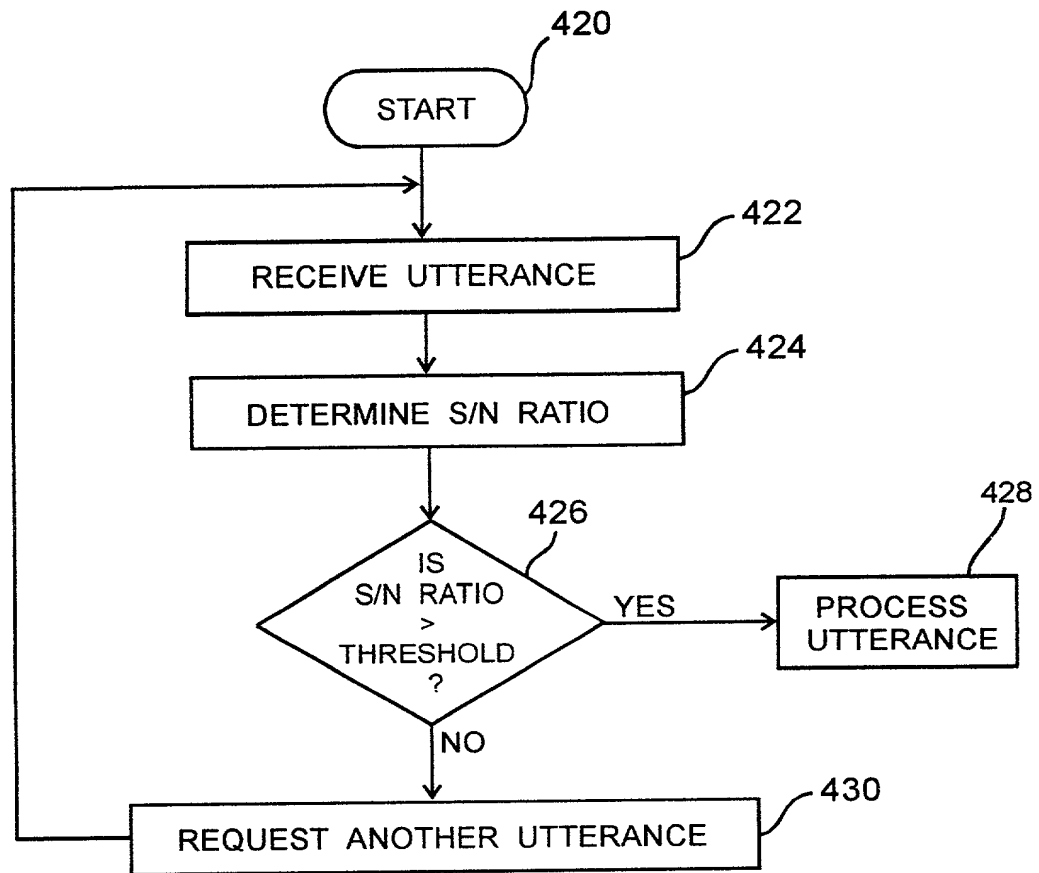 420
START
422
RECEIVE UTTERANCE
424
DETERMINE S/N RATIO
426
IS
S/N RATIO
>
THRESHOLD
?
YES
428
PROCESS
UTTERANCE
NO
430
REQUEST ANOTHER UTTERANCE